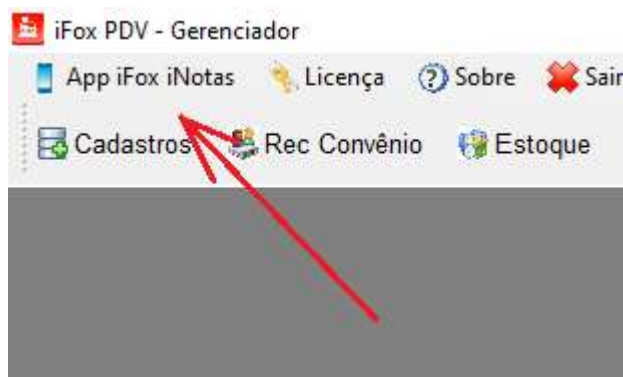 iFox PDV - Gerenciador
App iFox iNotas Licença Sobre Sair
Cadastros Rec Convênio Estoque